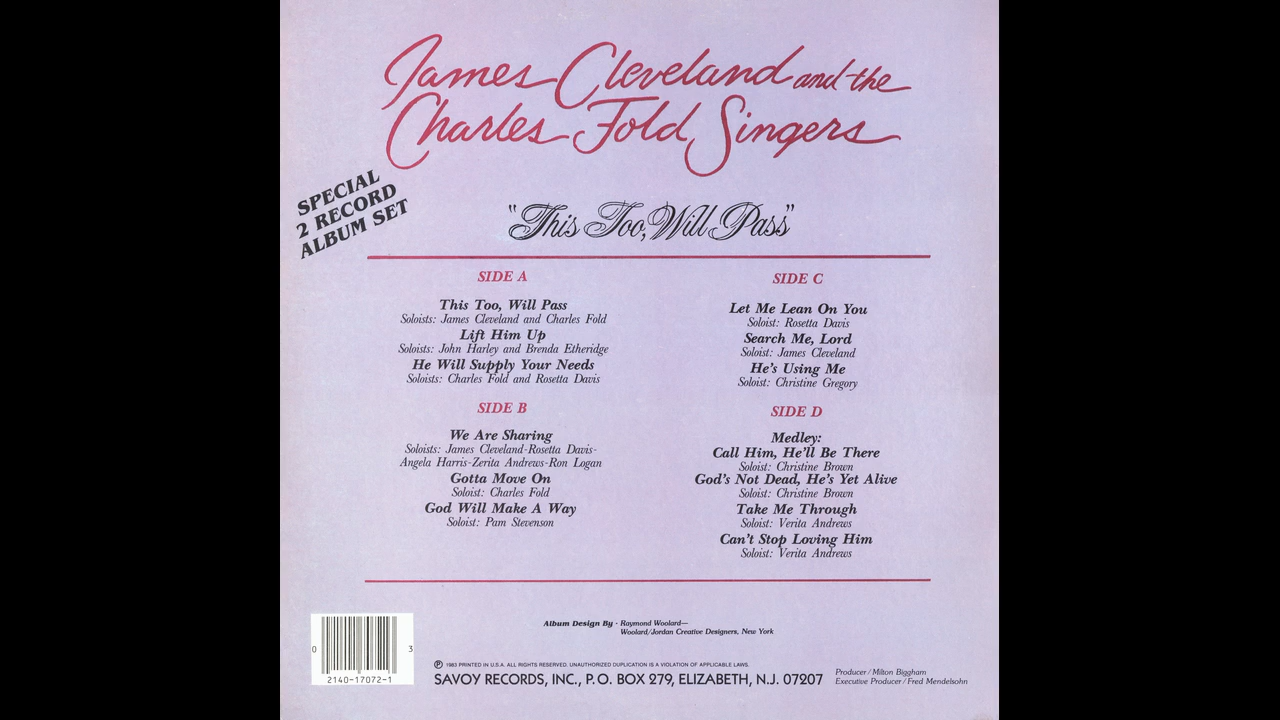 James Cleveland and the
Charles Fold Singers
SPECIAL
2 RECORD
ALBUM SET
"This Too, Will Pass"
SIDE A
This Too, Will Pass
Soloists: James Cleveland and Charles Fold
Lift Him Up
Soloists: John Harley and Brenda Etheridge
He Will Supply Your Needs
Soloists: Charles Fold and Rosetta Davis
SIDE B
We Are Sharing
Soloists: James Cleveland-Rosetta Davis-
Angela Harris-Zerita Andrews-Ron Logan
Gotta Move On
Soloist: Charles Fold
God Will Make A Way
Soloist: Pam Stevenson
SIDE C
Let Me Lean On You
Soloist: Rosetta Davis
Search Me, Lord
Soloist: James Cleveland
He's Using Me
Soloist: Christine Gregory
SIDE D
Medley:
Call Him, He'll Be There
Soloist: Christine Brown
God's Not Dead, He's Yet Alive
Soloist: Christine Brown
Take Me Through
Soloist: Verita Andrews
Can't Stop Loving Him
Soloist: Verita Andrews
Album Design By - Raymond Woolard—
Woolard/Jordan Creative Designers, New York
0 3
2140-17072-1
Ⓟ 1983 PRINTED IN U.S.A. ALL RIGHTS RESERVED. UNAUTHORIZED DUPLICATION IS A VIOLATION OF APPLICABLE LAWS.
SAVOY RECORDS, INC., P.O. BOX 279, ELIZABETH, N.J. 07207
Producer/Milton Biggham
Executive Producer/Fred Mendelsohn